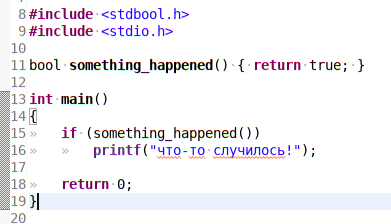 8 #include <stdbool.h>
9 #include <stdio.h>
10
11 bool something_happened() { return true; }
12
13 int main()
14 {
15 » if (something_happened())
16 » » printf("что-то случилось!");
17
18 » return 0;
19 }
20